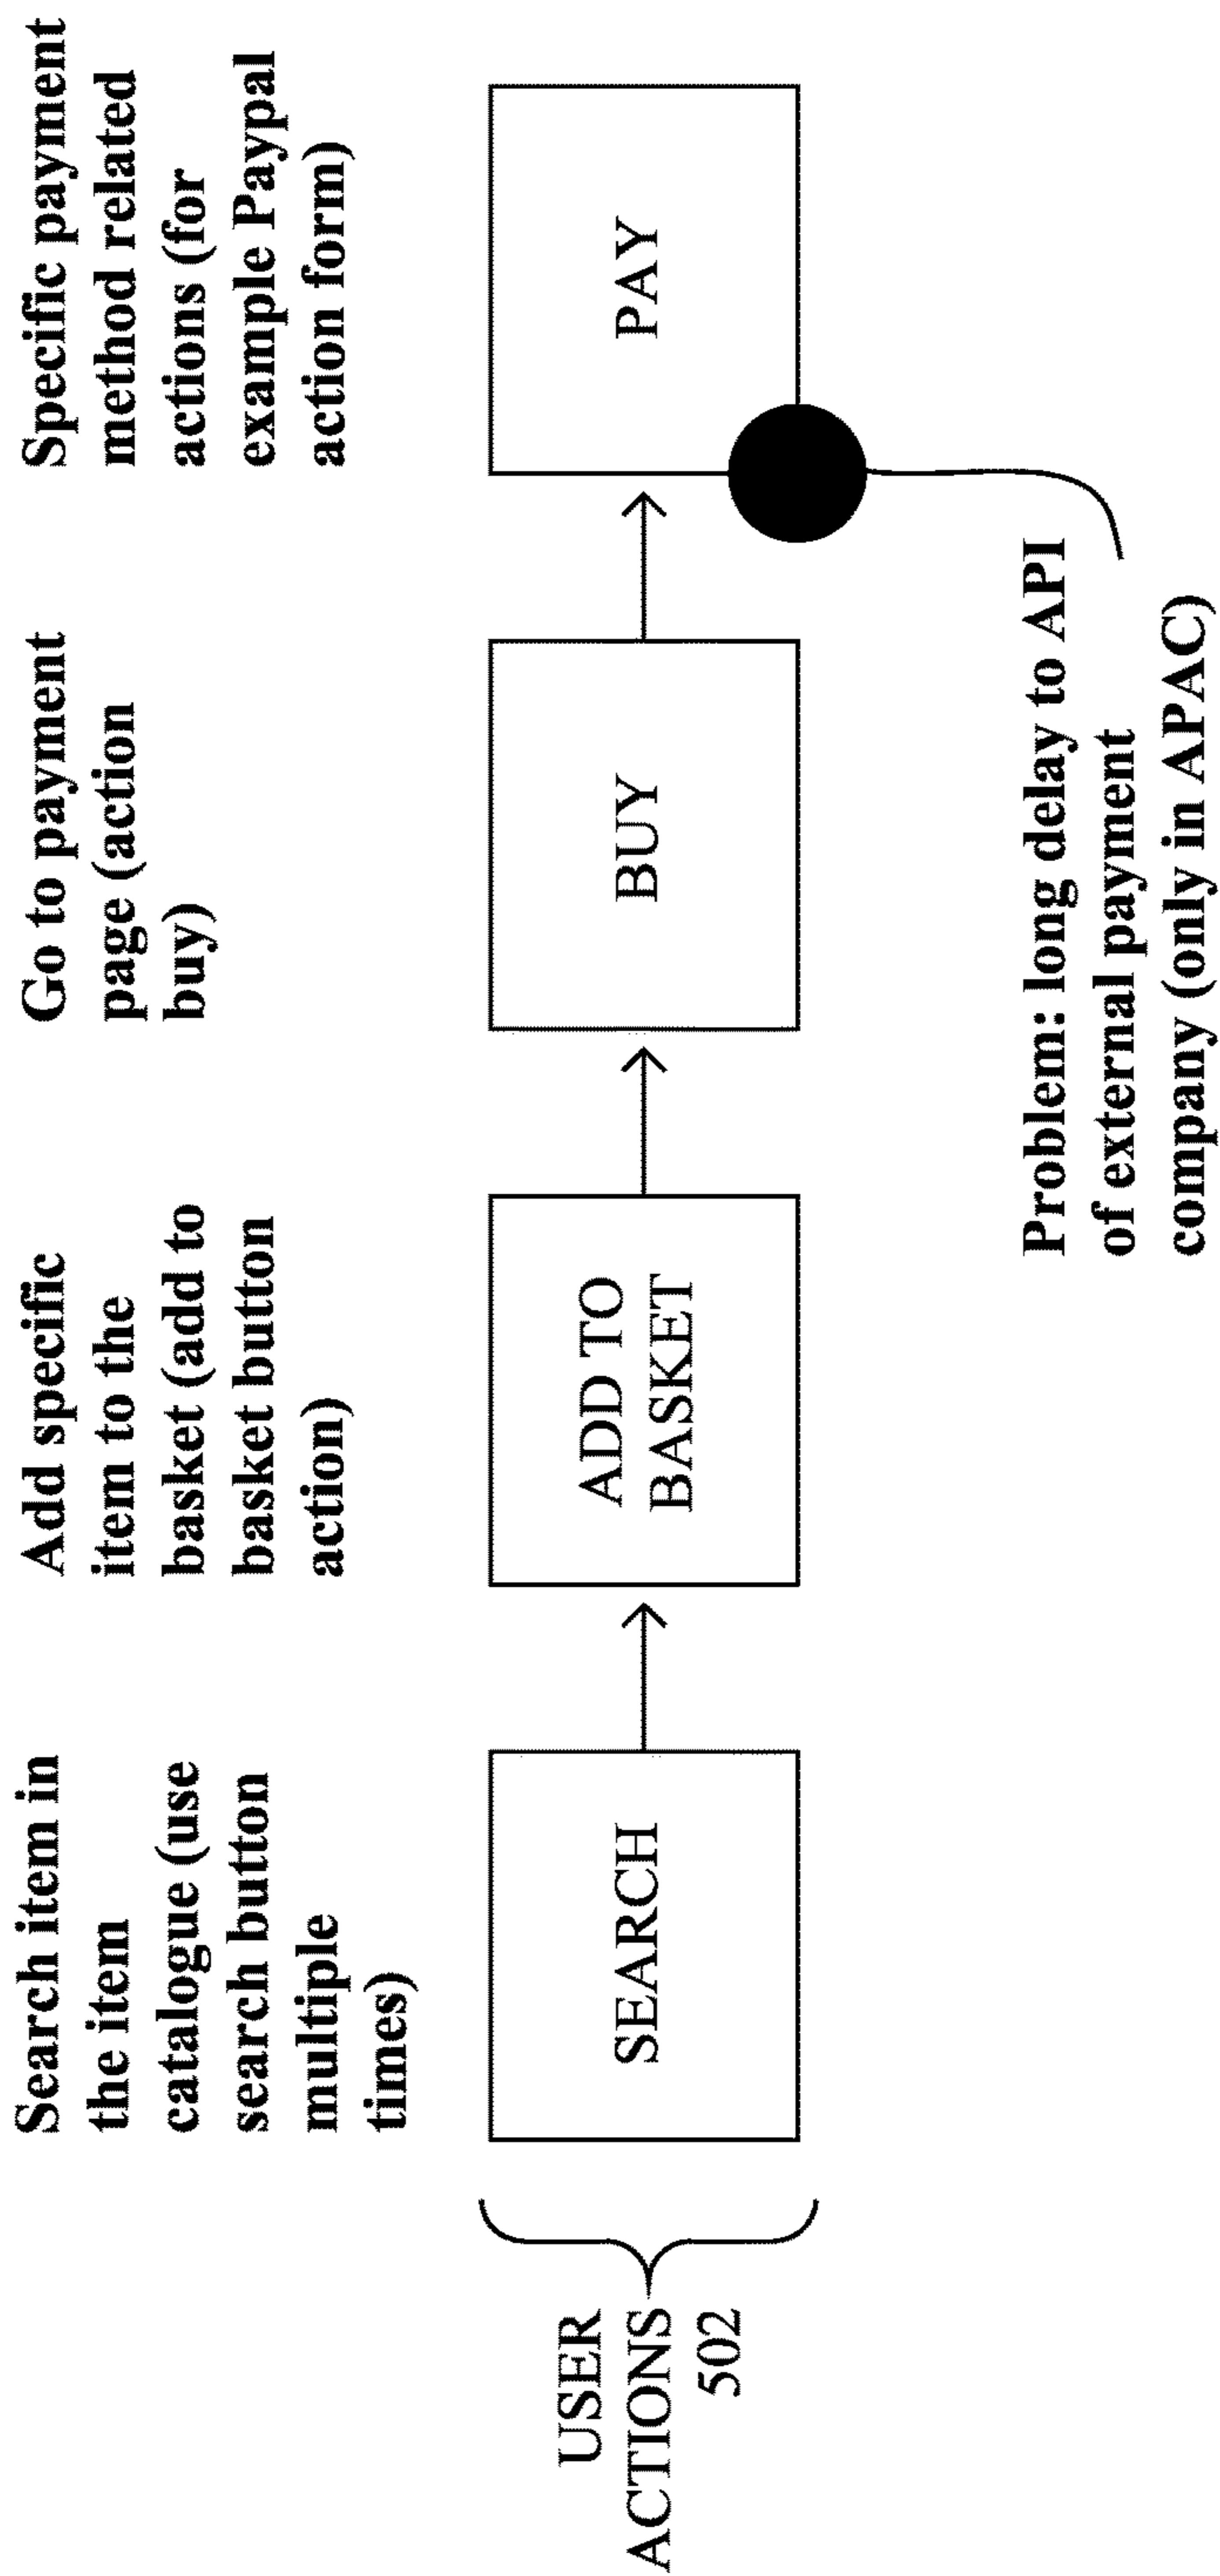 Search item in
the item
catalogue (use
search button
multiple
times)
Add specific
item to the
basket (add to
basket button
action)
Go to payment
page (action
buy)
Specific payment
method related
actions (for
example Paypal
action form)
USER
ACTIONS
502
SEARCH
ADD TO
BASKET
BUY
PAY
Problem: long delay to API
of external payment
company (only in APAC)